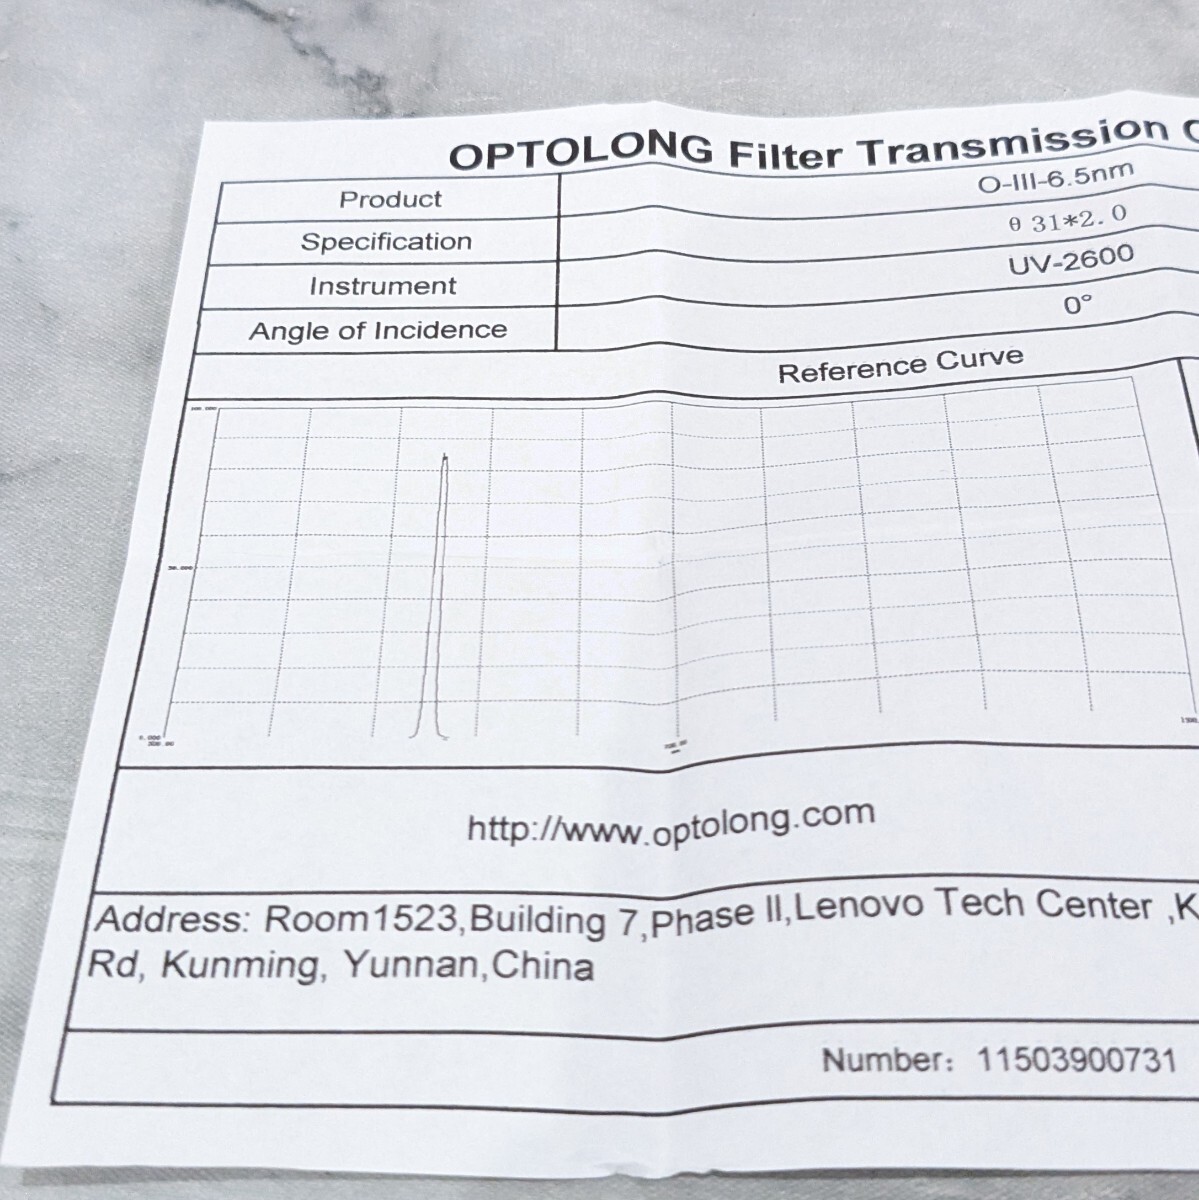 OPTOLONG Filter Transmission
Product O-III-6.5nm
Specification θ 31*2.0
Instrument UV-2600
Angle of Incidence 0°
Reference Curve
http://www.optolong.com
Address: Room1523,Building 7,Phase II,Lenovo Tech Center ,K
Rd, Kunming, Yunnan,China
Number: 11503900731